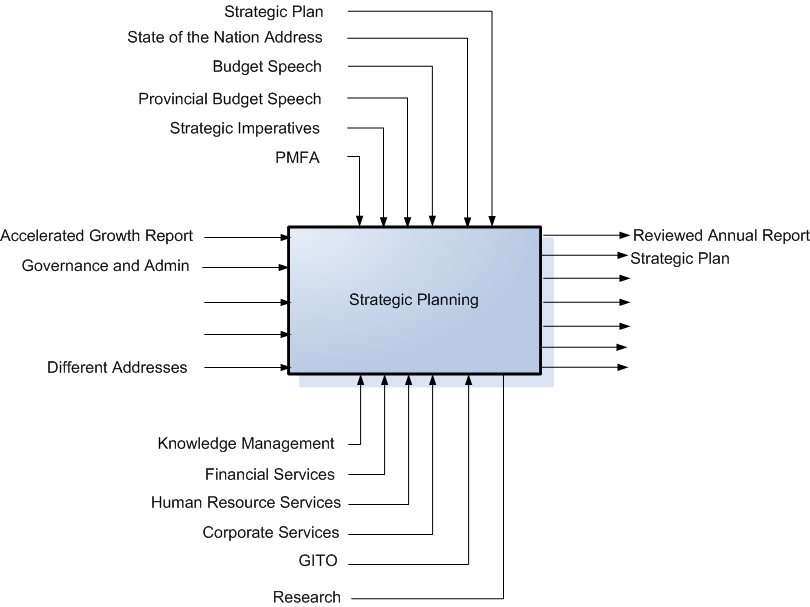 Strategic Plan
State of the Nation Address
Budget Speech
Provincial Budget Speech
Strategic Imperatives
PMFA
Accelerated Growth Report
Governance and Admin
Different Addresses
Strategic Planning
Reviewed Annual Report
Strategic Plan
Knowledge Management
Financial Services
Human Resource Services
Corporate Services
GITO
Research